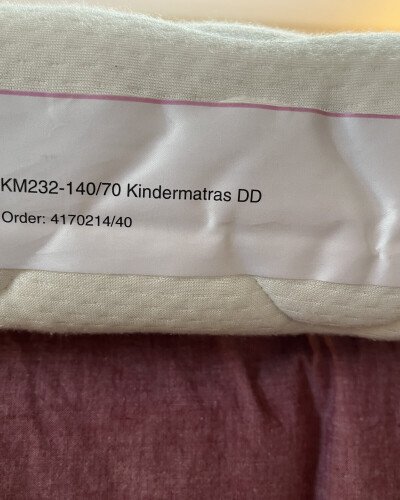 KM232-140/70 Kindermatras DD
Order: 4170214/40